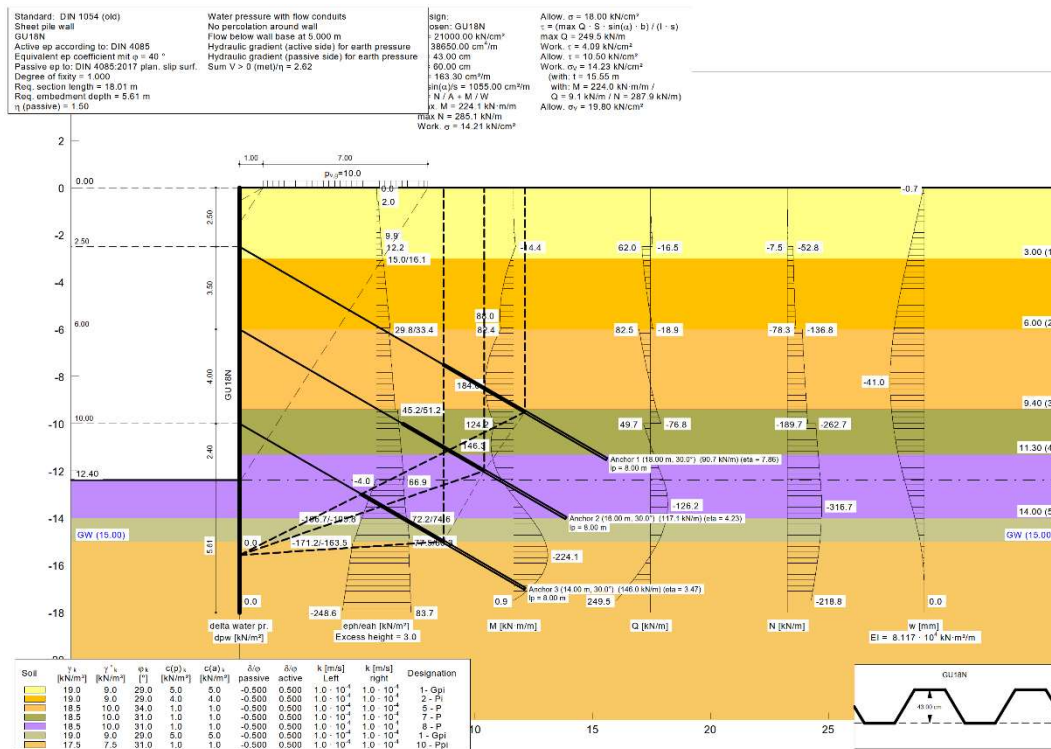 Standard: DIN 1054 (old)
Sheet pile wall
GU18N
Active ep according to: DIN 4085
Equivalent ep coefficient mit φ = 40 °
Passive ep to: DIN 4085:2017 plan. slip surf.
Degree of fixity = 1.000
Req. section length = 18.01 m
Req. embedment depth = 5.61 m
η (passive) = 1.50
Water pressure with flow conduits
No percolation around wall
Flow below wall base at 5.000 m
Hydraulic gradient (active side) for earth pressure
Hydraulic gradient (passive side) for earth pressure
Sum V > 0 (met)/η = 2.62
sign:
osen: GU18N
= 21000.00 kN/cm²
38650.00 cm⁴/m
= 43.00 cm
= 60.00 cm
= 163.30 cm²/m
sin(α)/s = 1055.00 cm²/m
= N / A + M / W
max. M = 224.1 kN·m/m
max N = 285.1 kN/m
Work. σ = 14.21 kN/cm²
Allow. σ = 18.00 kN/cm²
τ = (max Q · S · sin(α) · b) / (I · s)
max Q = 249.5 kN/m
Work. τ = 4.09 kN/cm²
Allow. τ = 10.50 kN/cm²
Work. σv = 14.23 kN/cm²
(with: t = 15.55 m
with: M = 224.0 kN·m/m /
Q = 9.1 kN/m / N = 287.9 kN/m)
Allow. σv = 19.80 kN/cm²
2
1.00
7.00
pv,g=10.0
0.00
0
0.0
-0.7
2.0
2.50
9.9
2.50
-2
12.2
-14.4
62.0
-16.5
-7.5
-52.8
15.0/16.1
3.00 (1
3.50
-4
88.0
6.00
-6
29.8/33.4
82.4
82.5
-18.9
-78.3
-136.8
6.00 (2
GU18N
4.00
-8
184.
-41.0
45.2/51.2
9.40 (3
10.00
-10
124.2
49.7
-76.8
-189.7
-262.7
2.40
146.3
11.30 (4
Anchor 1 (18.00 m, 30.0°) (90.7 kN/m) (eta = 7.86)
lp = 8.00 m
12.40
-12
-4.0
66.9
-126.2
-316.7
72.2/74.6
Anchor 2 (16.00 m, 30.0°) (117.1 kN/m) (eta = 4.23)
lp = 8.00 m
-14
14.00 (5
GW (15.00)
0.0
-171.2/-163.5
GW (15.00
5.61
-224.1
-16
Anchor 3 (14.00 m, 30.0°) (146.0 kN/m) (eta = 3.47)
lp = 8.00 m
0.0
-248.6
83.7
0.9
249.5
-218.8
0.0
-18
delta water pr.
dpw [kN/m²]
eph/eah [kN/m²]
Excess height = 3.0
M [kN·m/m]
Q [kN/m]
N [kN/m]
w [mm]
EI = 8.117 · 10⁴ kN·m²/m
-20
10
15
20
25
Soil γk [kN/m³] γ'k [kN/m³] φk [°] c(p)k [kN/m²] c(a)k [kN/m²] δ/φ passive δ/φ active k [m/s] Left k [m/s] right Designation
19.0 9.0 29.0 5.0 5.0 -0.500 0.500 1.0 · 10⁻⁴ 1.0 · 10⁻⁴ 1- Gpi
19.0 9.0 29.0 4.0 4.0 -0.500 0.500 1.0 · 10⁻⁴ 1.0 · 10⁻⁴ 2 - Pi
18.5 10.0 34.0 1.0 1.0 -0.500 0.500 1.0 · 10⁻⁴ 1.0 · 10⁻⁴ 5 - P
18.5 10.0 31.0 1.0 1.0 -0.500 0.500 1.0 · 10⁻⁴ 1.0 · 10⁻⁴ 7 - P
18.5 10.0 31.0 1.0 1.0 -0.500 0.500 1.0 · 10⁻⁴ 1.0 · 10⁻⁴ 8 - P
19.0 9.0 29.0 5.0 5.0 -0.500 0.500 1.0 · 10⁻⁴ 1.0 · 10⁻⁴ 1- Gpi
17.5 7.5 31.0 1.0 1.0 -0.500 0.500 1.0 · 10⁻⁴ 1.0 · 10⁻⁴ 10 - Ppi
GU18N
43.00 cm